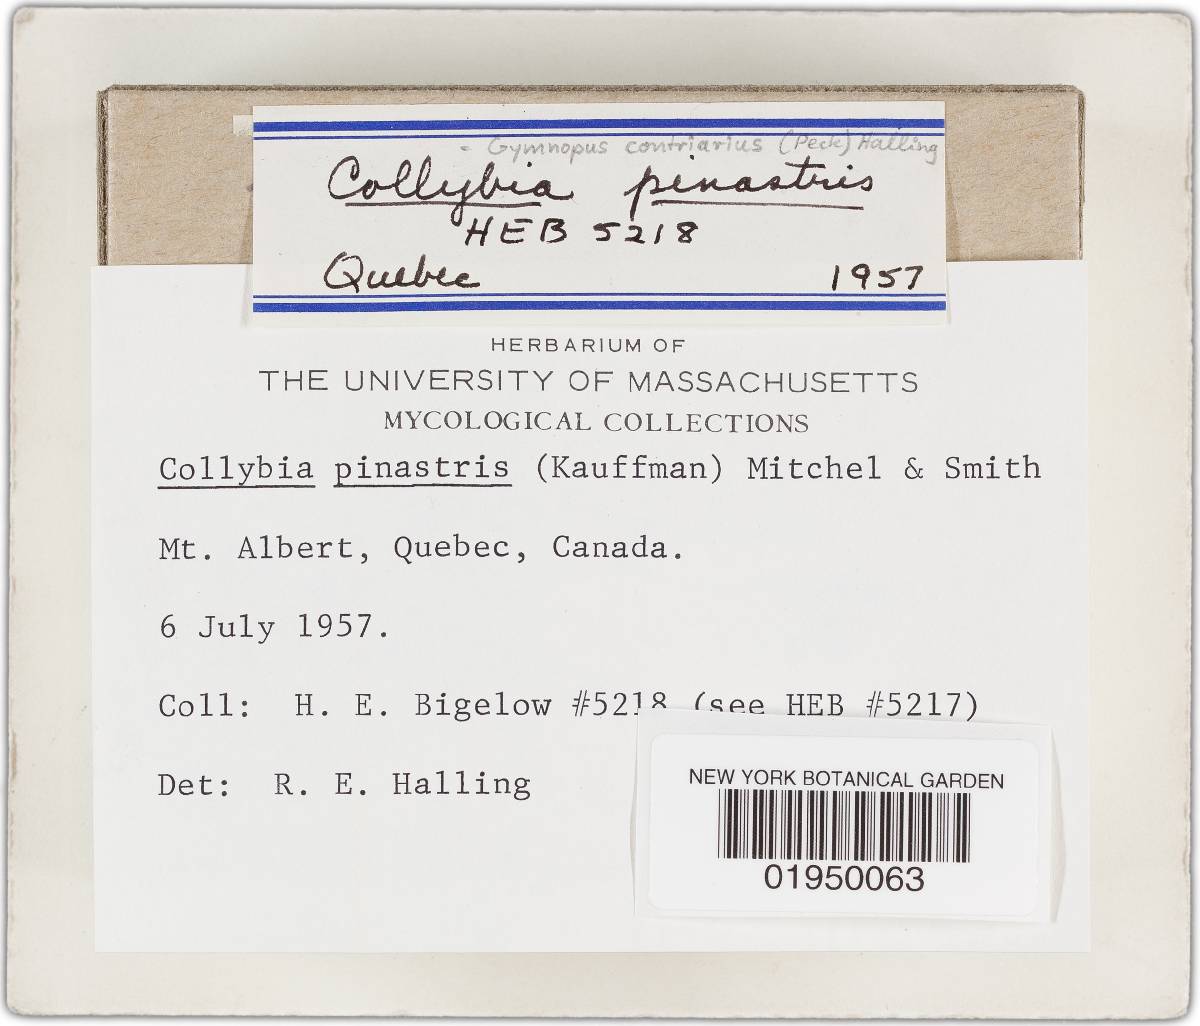 = Gymnopus contriarius (Peck) Halling
Collybia pinastris
HEB 5218
Quebec 1957
HERBARIUM OF
THE UNIVERSITY OF MASSACHUSETTS
MYCOLOGICAL COLLECTIONS
Collybia pinastris (Kauffman) Mitchel & Smith
Mt. Albert, Quebec, Canada.
6 July 1957.
Coll: H. E. Bigelow #5218 (see HEB #5217)
Det: R. E. Halling
NEW YORK BOTANICAL GARDEN
01950063